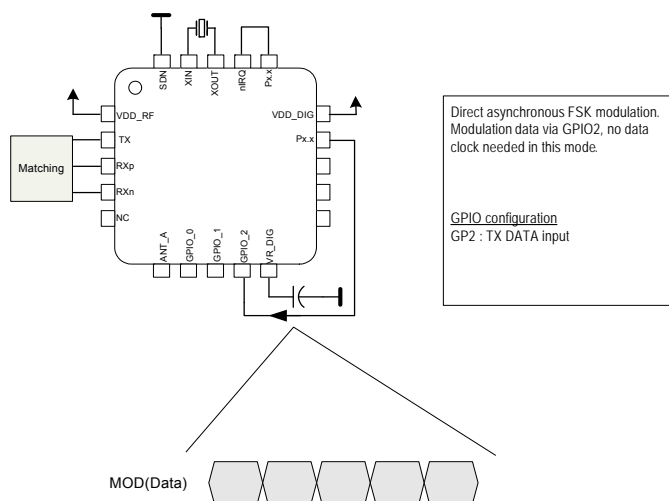 SDN
XIN
XOUT
nIRQ
Px.x
VDD_RF
VDD_DIG
TX
Px.x
Matching
RXp
RXn
NC
ANT_A
GPIO_0
GPIO_1
GPIO_2
VR_DIG
Direct asynchronous FSK modulation.
Modulation data via GPIO2, no data
clock needed in this mode.
GPIO configuration
GP2 : TX DATA input
MOD(Data)